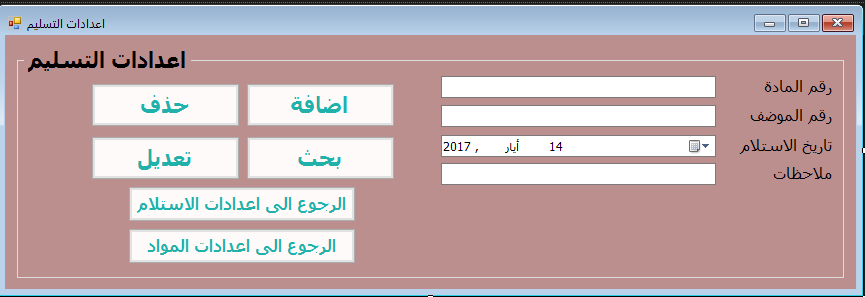 اعدادات التسليم
اعدادات التسليم
رقم المادة
رقم الموضف
تاريخ الاستلام
14 أيار , 2017
ملاحظات
اضافة
حذف
بحث
تعديل
الرجوع الى اعدادات الاستلام
الرجوع الى اعدادات المواد